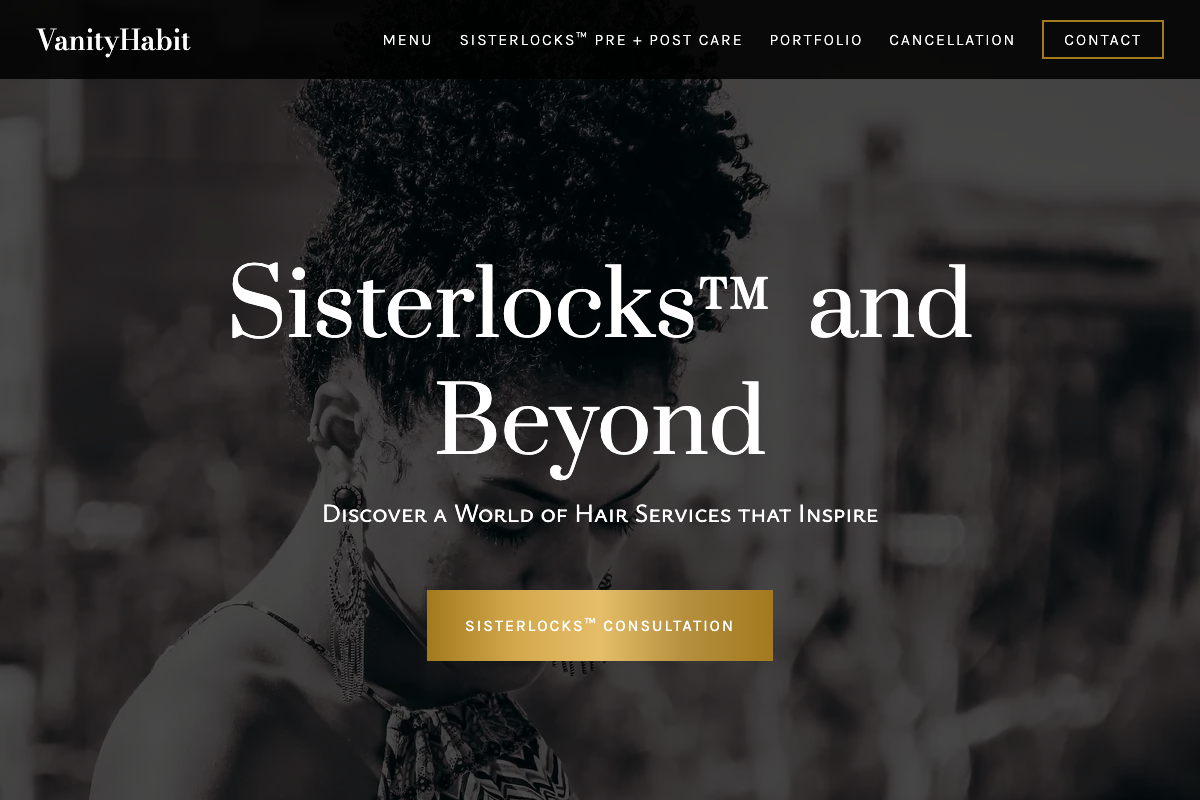 VanityHabit
MENU
SISTERLOCKS™ PRE + POST CARE
PORTFOLIO
CANCELLATION
CONTACT
Sisterlocks™ and
Beyond
Discover a World of Hair Services that Inspire
SISTERLOCKS™ CONSULTATION